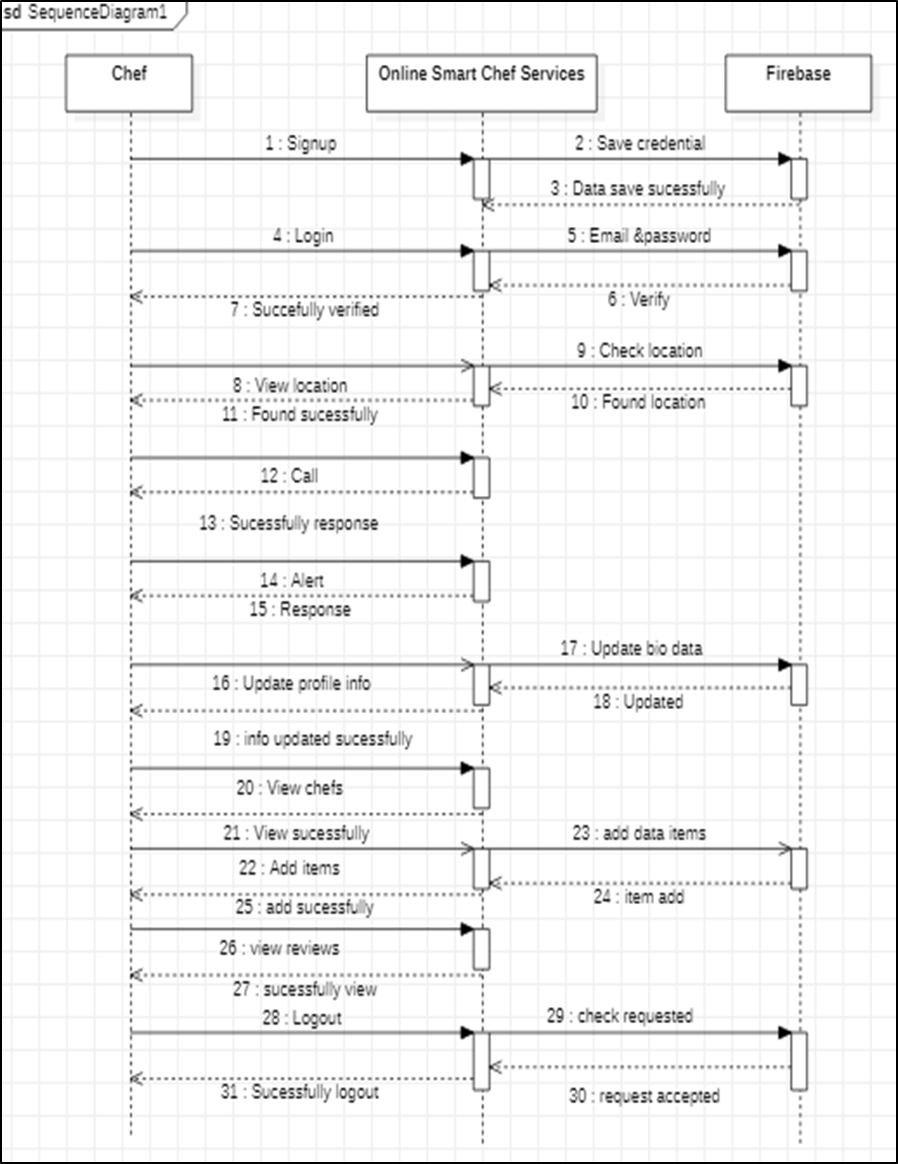 sd SequenceDiagram1
Chef
Online Smart Chef Services
Firebase
1 : Signup
2 : Save credential
3 : Data save sucessfully
4 : Login
5 : Email &password
6 : Verify
7 : Succefully verified
9 : Check location
8 : View location
10 : Found location
11 : Found sucessfully
12 : Call
13 : Sucessfully response
14 : Alert
15 : Response
17 : Update bio data
16 : Update profile info
18 : Updated
19 : info updated sucessfully
20 : View chefs
21 : View sucessfully
23 : add data items
22 : Add items
24 : item add
25 : add sucessfully
26 : view reviews
27 : sucessfully view
28 : Logout
29 : check requested
31 : Sucessfully logout
30 : request accepted